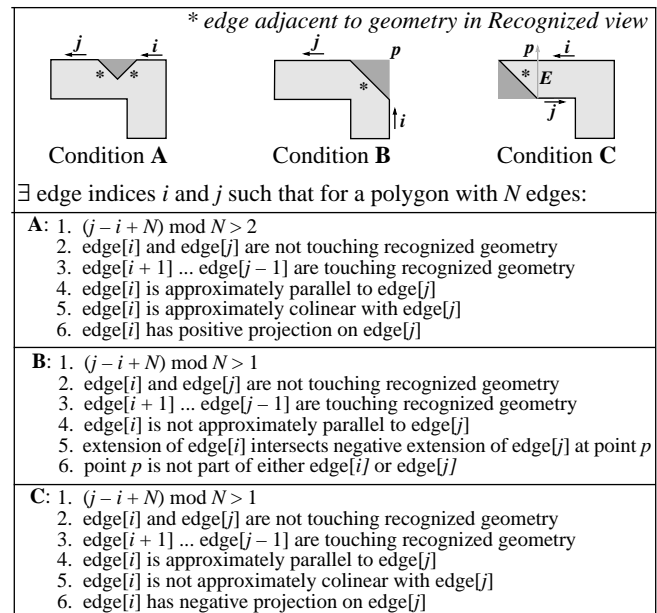 * edge adjacent to geometry in Recognized view
j i j p p i
* * * * E
i j
Condition A Condition B Condition C
∃ edge indices i and j such that for a polygon with N edges:
A: 1. (j – i + N) mod N > 2
2. edge[i] and edge[j] are not touching recognized geometry
3. edge[i + 1] ... edge[j – 1] are touching recognized geometry
4. edge[i] is approximately parallel to edge[j]
5. edge[i] is approximately colinear with edge[j]
6. edge[i] has positive projection on edge[j]
B: 1. (j – i + N) mod N > 1
2. edge[i] and edge[j] are not touching recognized geometry
3. edge[i + 1] ... edge[j – 1] are touching recognized geometry
4. edge[i] is not approximately parallel to edge[j]
5. extension of edge[i] intersects negative extension of edge[j] at point p
6. point p is not part of either edge[i] or edge[j]
C: 1. (j – i + N) mod N > 1
2. edge[i] and edge[j] are not touching recognized geometry
3. edge[i + 1] ... edge[j – 1] are touching recognized geometry
4. edge[i] is approximately parallel to edge[j]
5. edge[i] is not approximately colinear with edge[j]
6. edge[i] has negative projection on edge[j]